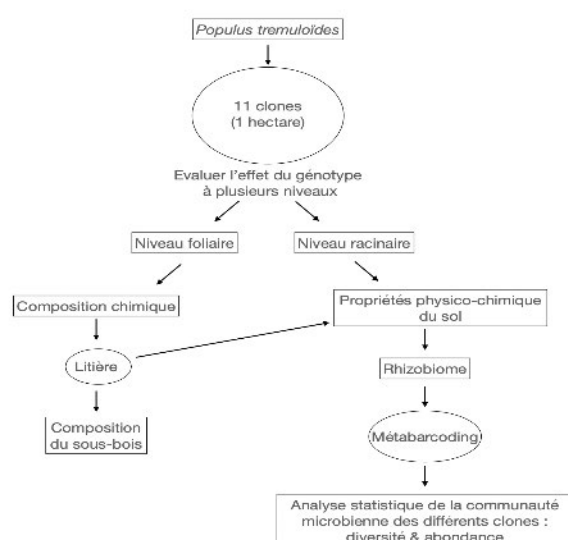 Populus tremuloïdes
11 clones
(1 hectare)
Evaluer l'effet du génotype
à plusieurs niveaux
Niveau foliaire
Niveau racinaire
Composition chimique
Propriétés physico-chimique
du sol
Litière
Rhizobiome
Composition
du sous-bois
Métabarcoding
Analyse statistique de la communauté
microbienne des différents clones :
diversité & abondance